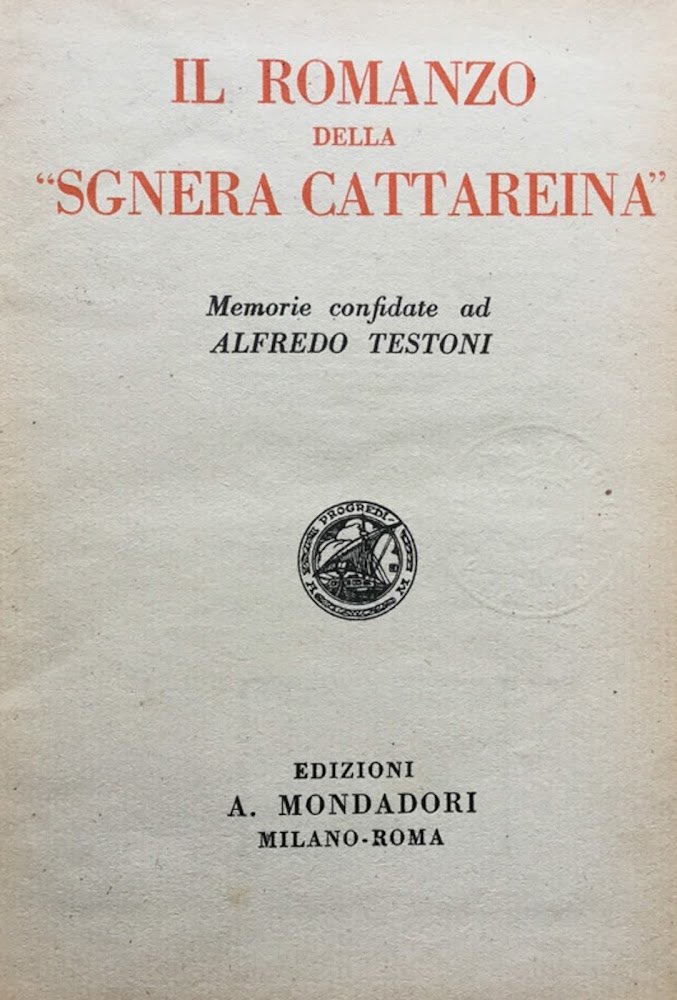 IL ROMANZO
DELLA
“SGNERA CATTAREINA”
Memorie confidate ad
ALFREDO TESTONI
PROGREDI
A M
EDIZIONI
A. MONDADORI
MILANO-ROMA